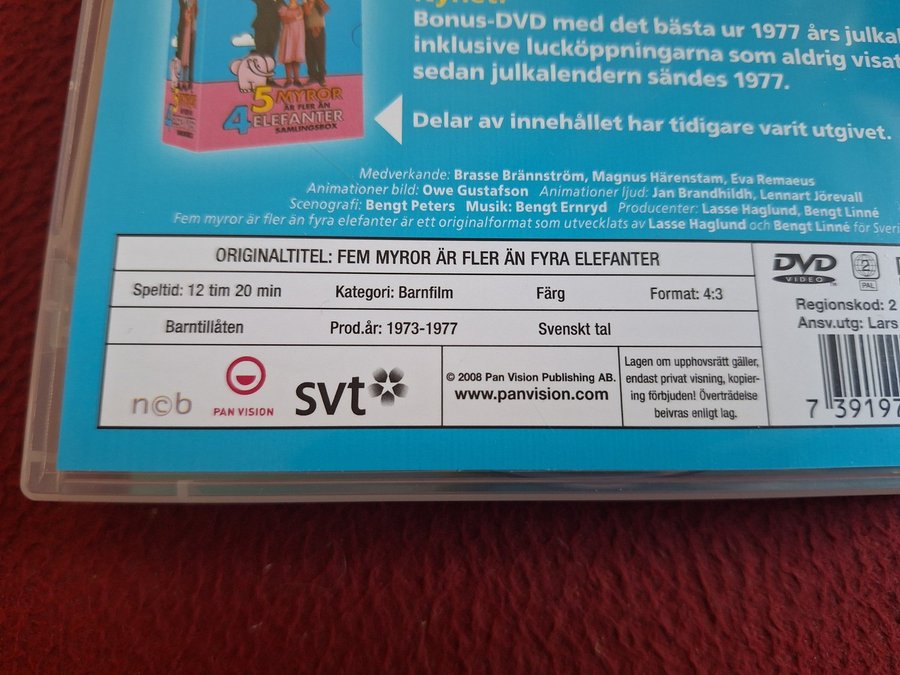 Nyhet!
Bonus-DVD med det bästa ur 1977 års
inklusive lucköppningarna som aldrig
sedan julkalendern sändes 1977.
Delar av innehållet har tidigare varit utgivet.
5 MYROR
ÄR FLER ÄN
4 ELEFANTER
SAMLINGSBOX
Medverkande: Brasse Brännström, Magnus Härenstam, Eva Remaeus
Animationer bild: Owe Gustafson Animationer ljud: Jan Brandhildh, Lennart Jörevall
Scenografi: Bengt Peters Musik: Bengt Ernryd Producenter: Lasse Haglund, Bengt Linné
Fem myror är fler än fyra elefanter är ett originalformat som utvecklats av Lasse Haglund och Bengt Linné för
ORIGINALTITEL: FEM MYROR ÄR FLER ÄN FYRA ELEFANTER
Speltid: 12 tim 20 min Kategori: Barnfilm Färg Format: 4:3
Barntillåten Prod.år: 1973-1977 Svenskt tal
ncb
PAN VISION
svt
© 2008 Pan Vision Publishing AB.
www.panvision.com
Lagen om upphovsrätt gäller,
endast privat visning, kopier-
ing förbjuden! Överträdelse
beivras enligt lag.
DVD
VIDEO
2
PAL
Regionskod: 2
Ansv.utg: Lars
7 39197